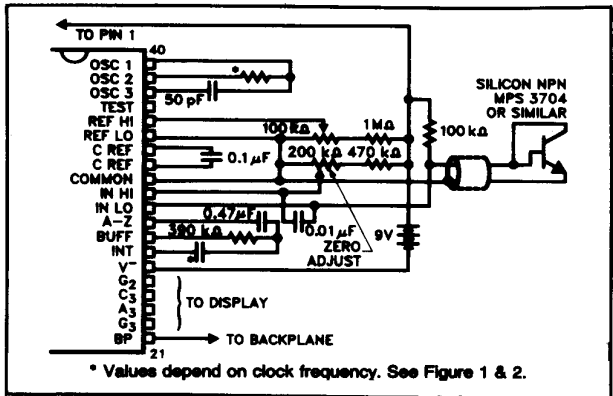 TO PIN 1
40
OSC 1
OSC 2
OSC 3
TEST
REF HI
REF LO
C REF
C REF
COMMON
IN HI
IN LO
A-Z
BUFF
INT
V-
G2
C3
A3
G3
BP
21
*
50 pF
0.1 µF
0.47 µF
390 kΩ
*
0.01 µF
100 kΩ
1MΩ
200 kΩ
470 kΩ
ZERO
ADJUST
9V
100 kΩ
SILICON NPN
MPS 3704
OR SIMILAR
TO DISPLAY
TO BACKPLANE
* Values depend on clock frequency. See Figure 1 & 2.